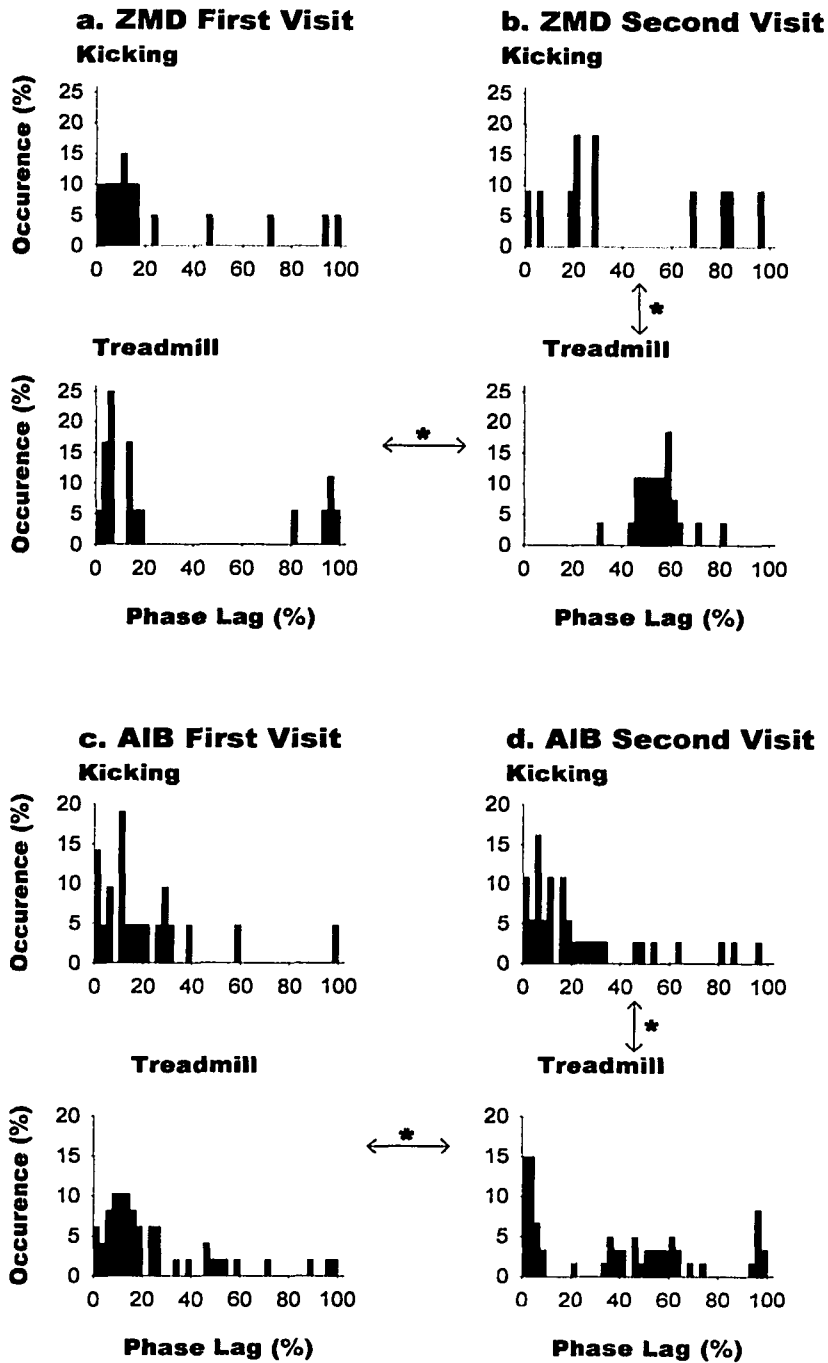 a. ZMD First Visit
Kicking
Occurence (%)
25
20
15
10
5
0
0 20 40 60 80 100
Treadmill
Occurence (%)
25
20
15
10
5
0
0 20 40 60 80 100
Phase Lag (%)
b. ZMD Second Visit
Kicking
25
20
15
10
5
0
0 20 40 60 80 100
*
Treadmill
*
25
20
15
10
5
0
0 20 40 60 80 100
Phase Lag (%)
c. AIB First Visit
Kicking
Occurence (%)
20
15
10
5
0
0 20 40 60 80 100
Treadmill
Occurence (%)
20
15
10
5
0
0 20 40 60 80 100
Phase Lag (%)
d. AIB Second Visit
Kicking
20
15
10
5
0
0 20 40 60 80 100
*
Treadmill
*
20
15
10
5
0
0 20 40 60 80 100
Phase Lag (%)